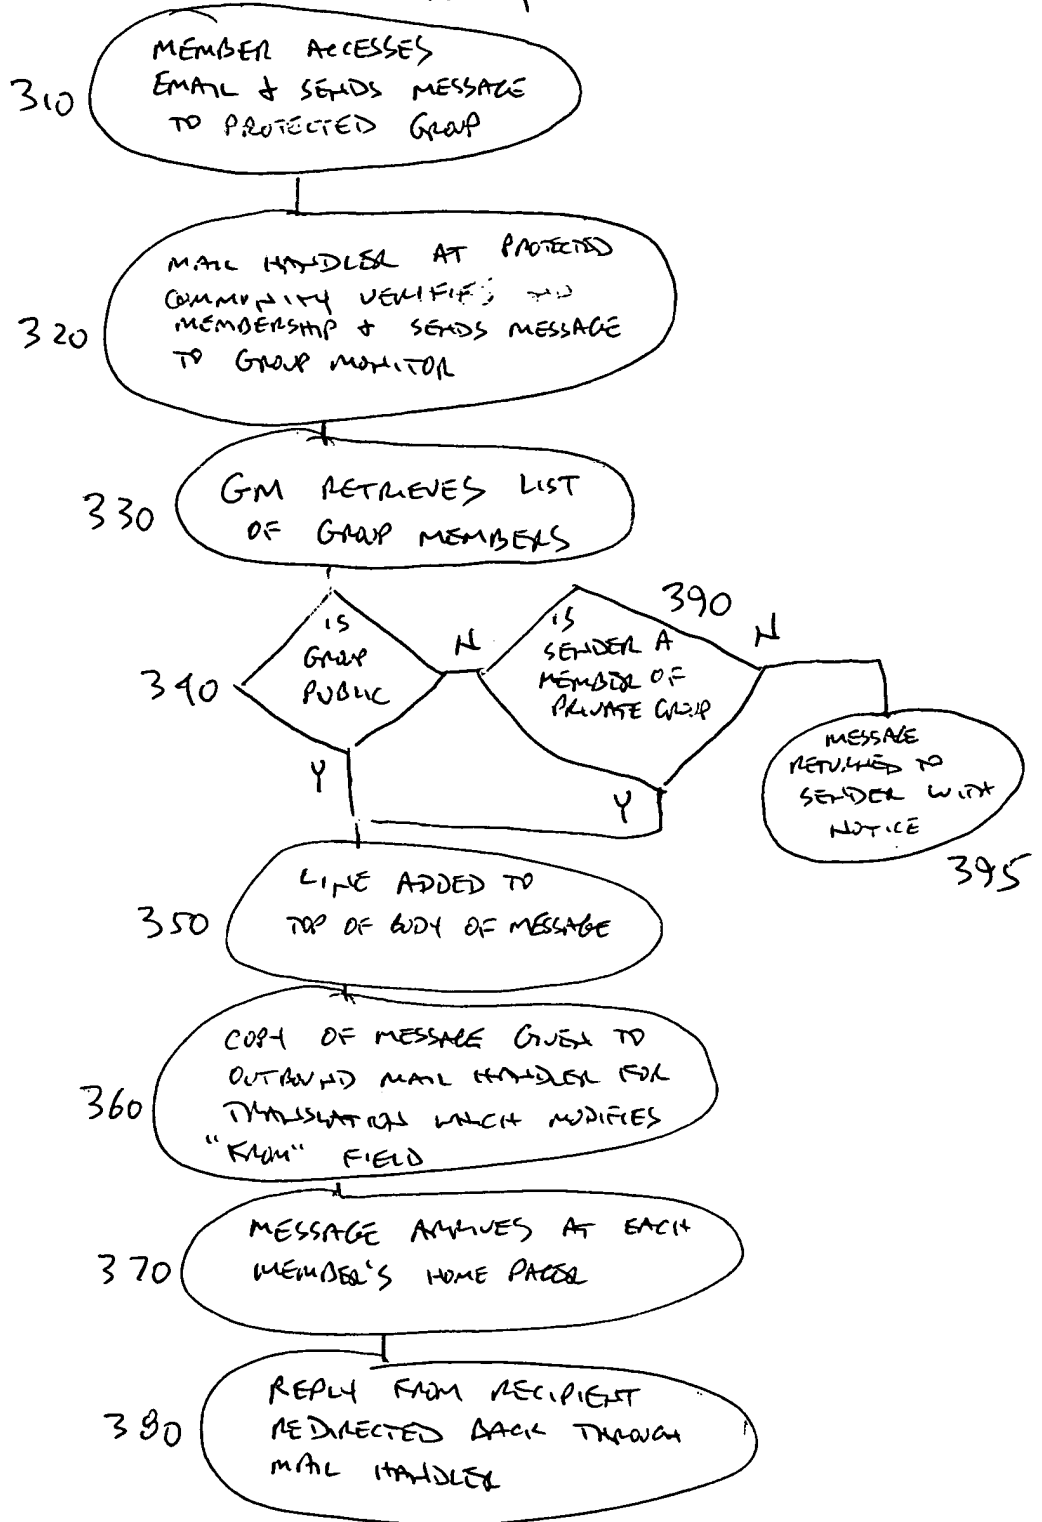 310
MEMBER ACCESSES
EMAIL & SENDS MESSAGE
TO PROTECTED GROUP
320
MAIL HANDLER AT PROTECTED
COMMUNITY VERIFIES
MEMBERSHIP & SENDS MESSAGE
TO GROUP MONITOR
330
GM RETRIEVES LIST
OF GROUP MEMBERS
340
IS
GROUP
PUBLIC
N
Y
390
IS
SENDER A
MEMBER OF
PRIVATE GROUP
N
Y
MESSAGE
RETURNED TO
SENDER WITH
NOTICE
395
350
LINE ADDED TO
TOP OF BODY OF MESSAGE
360
COPY OF MESSAGE GIVEN TO
OUTBOUND MAIL HANDLER FOR
TRANSLATION WHICH MODIFIES
"FROM" FIELD
370
MESSAGE ARRIVES AT EACH
MEMBER'S HOME
380
REPLY FROM RECIPIENT
REDIRECTED BACK THROUGH
MAIL HANDLER